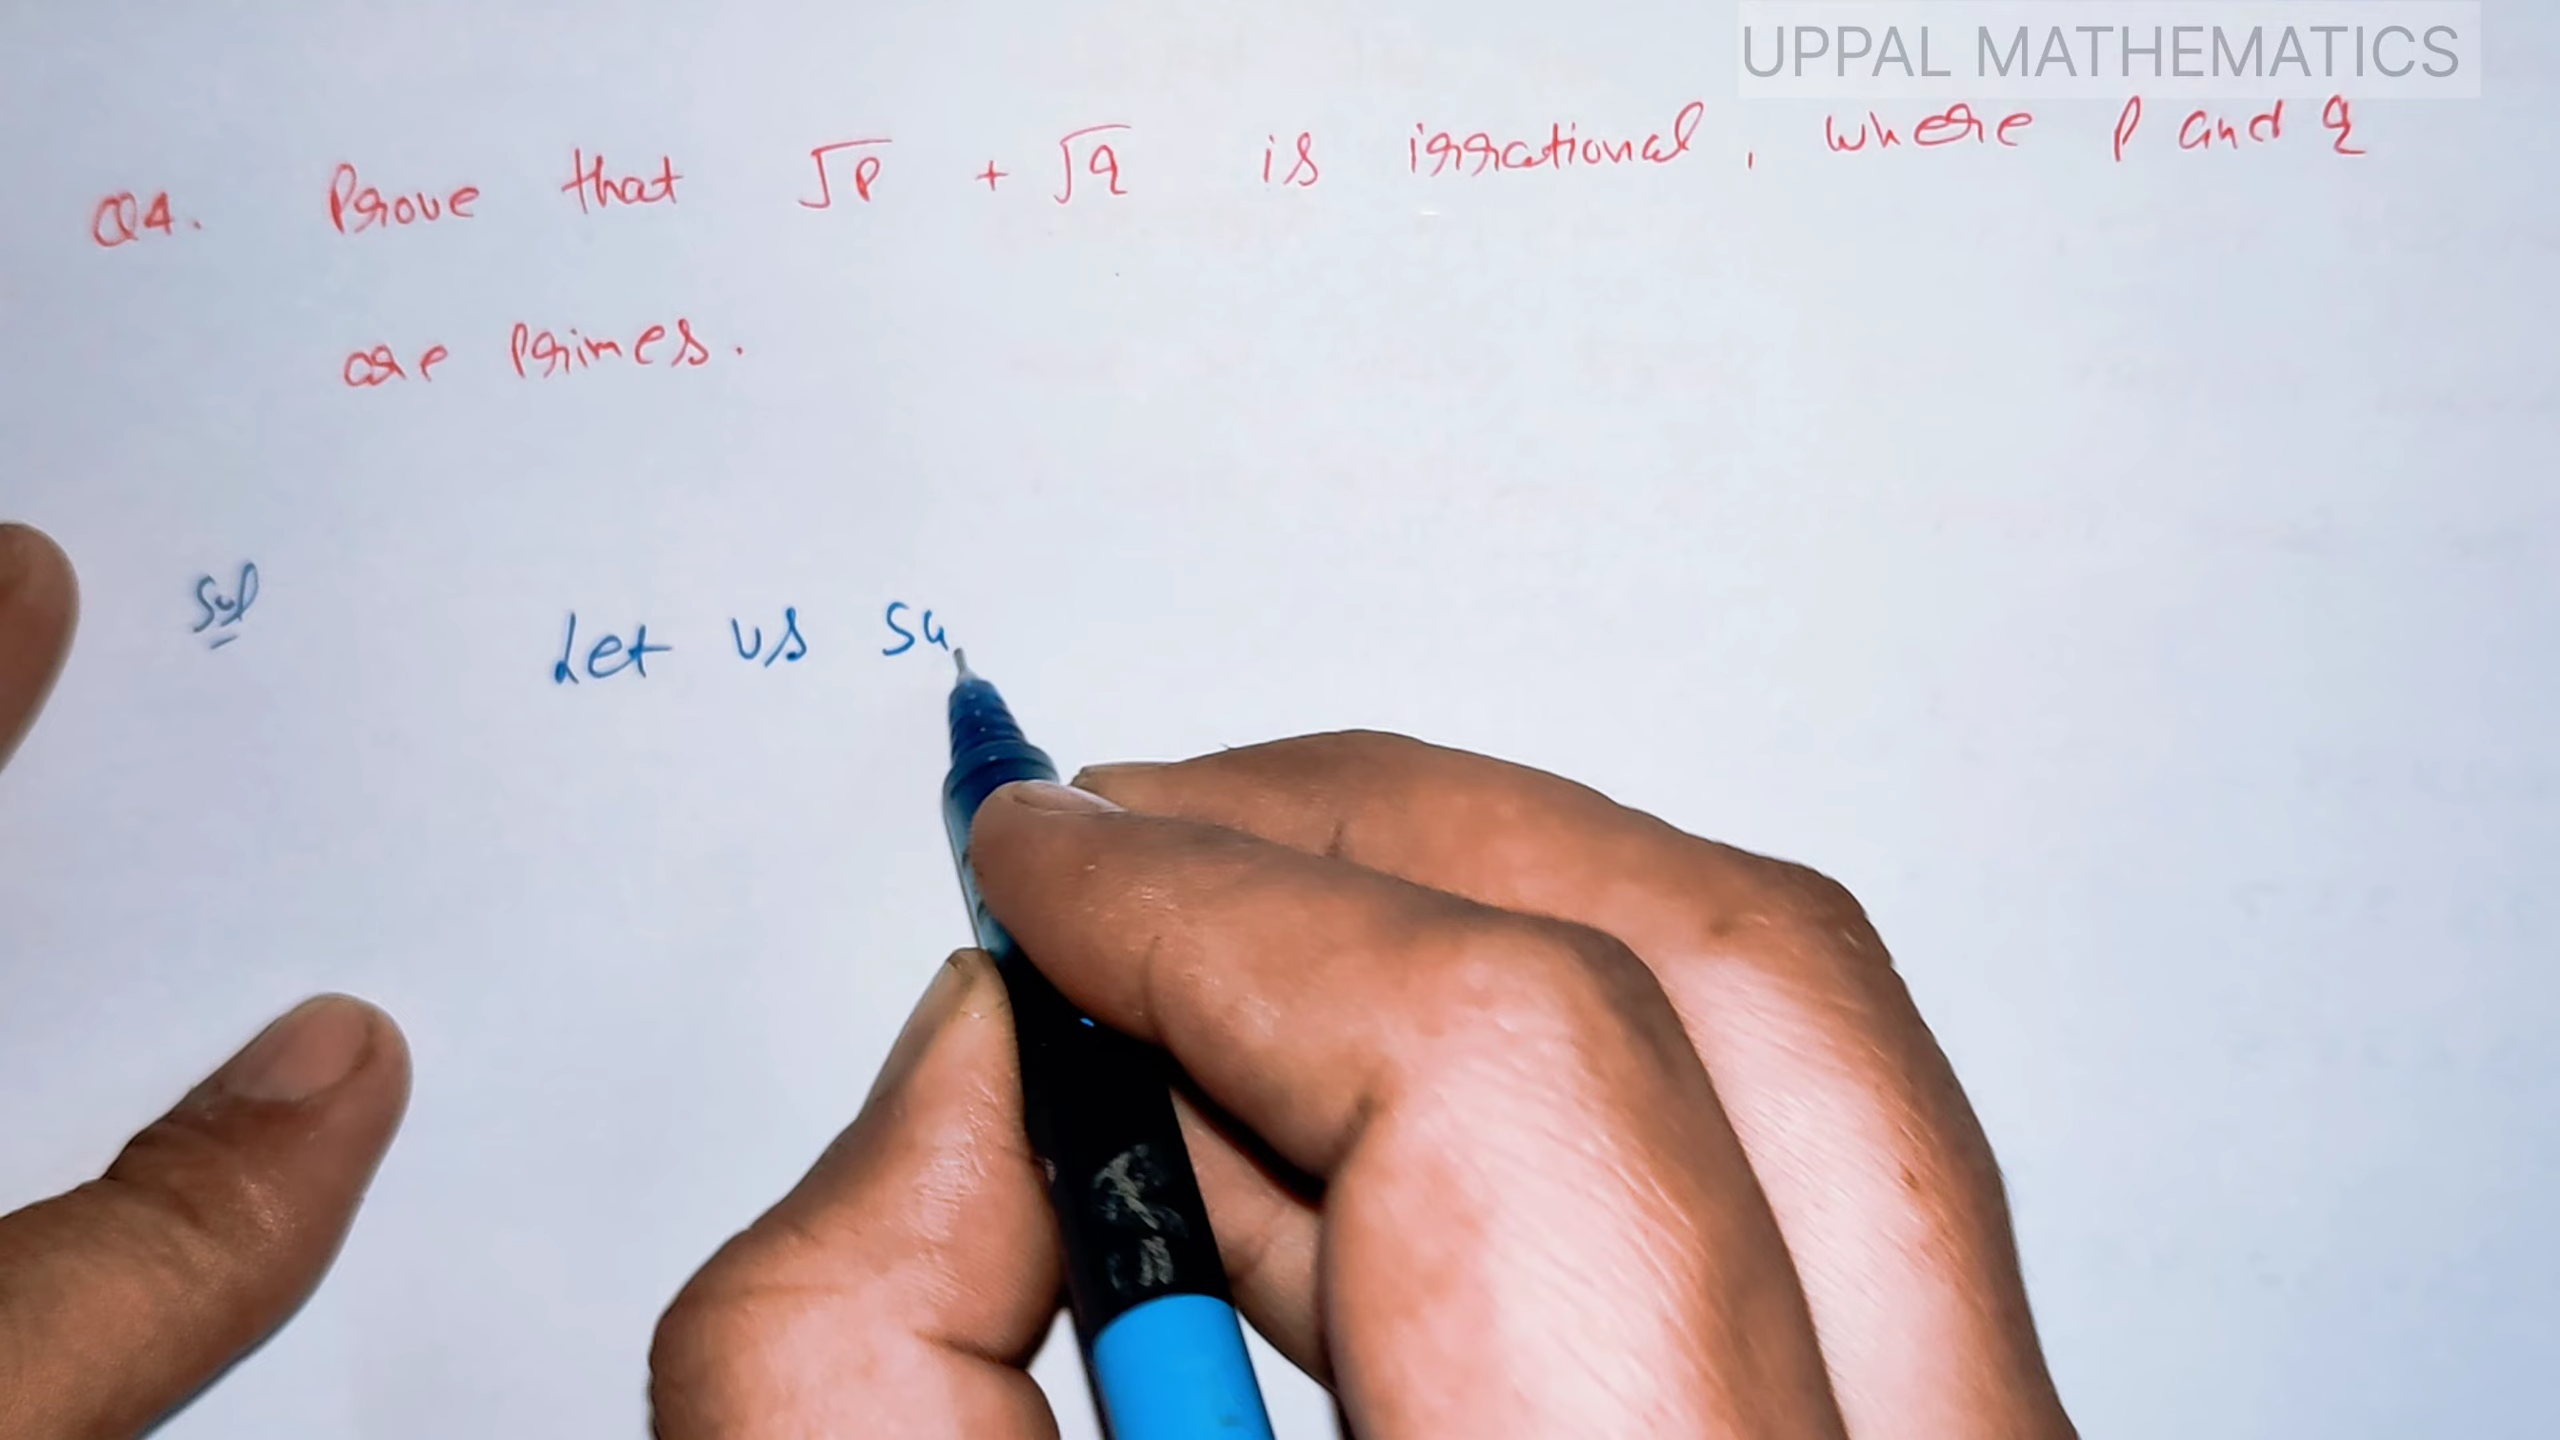 UPPAL MATHEMATICS
Q4. Prove that √p + √q is irrational, where p and q
are primes.
Sol Let us su